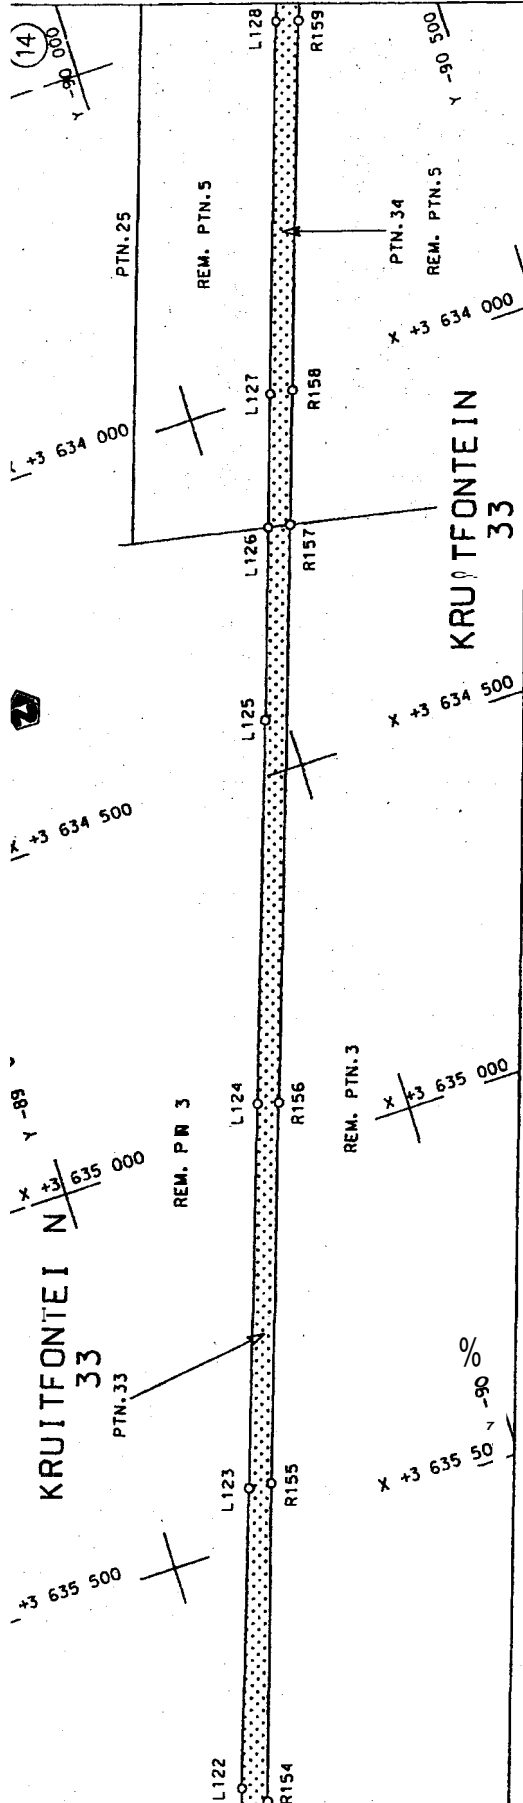 14
Y -90 000
L128
R159
Y -90 500
PTN.25
REM. PTN.5
PTN.34
REM. PTN.5
X +3 634 000
L127
R158
+3 634 000
KRUITFONTEIN
33
L126
R157
L125
X +3 634 500
X +3 634 500
Y -89
L124
R156
REM. PTN.3
X +3 635 000
REM. P 3
X +3 635 000
KRUITFONTEI N
33
PTN.33
%
-90
L123
R155
X +3 635 50
+3 635 500
L122
R154